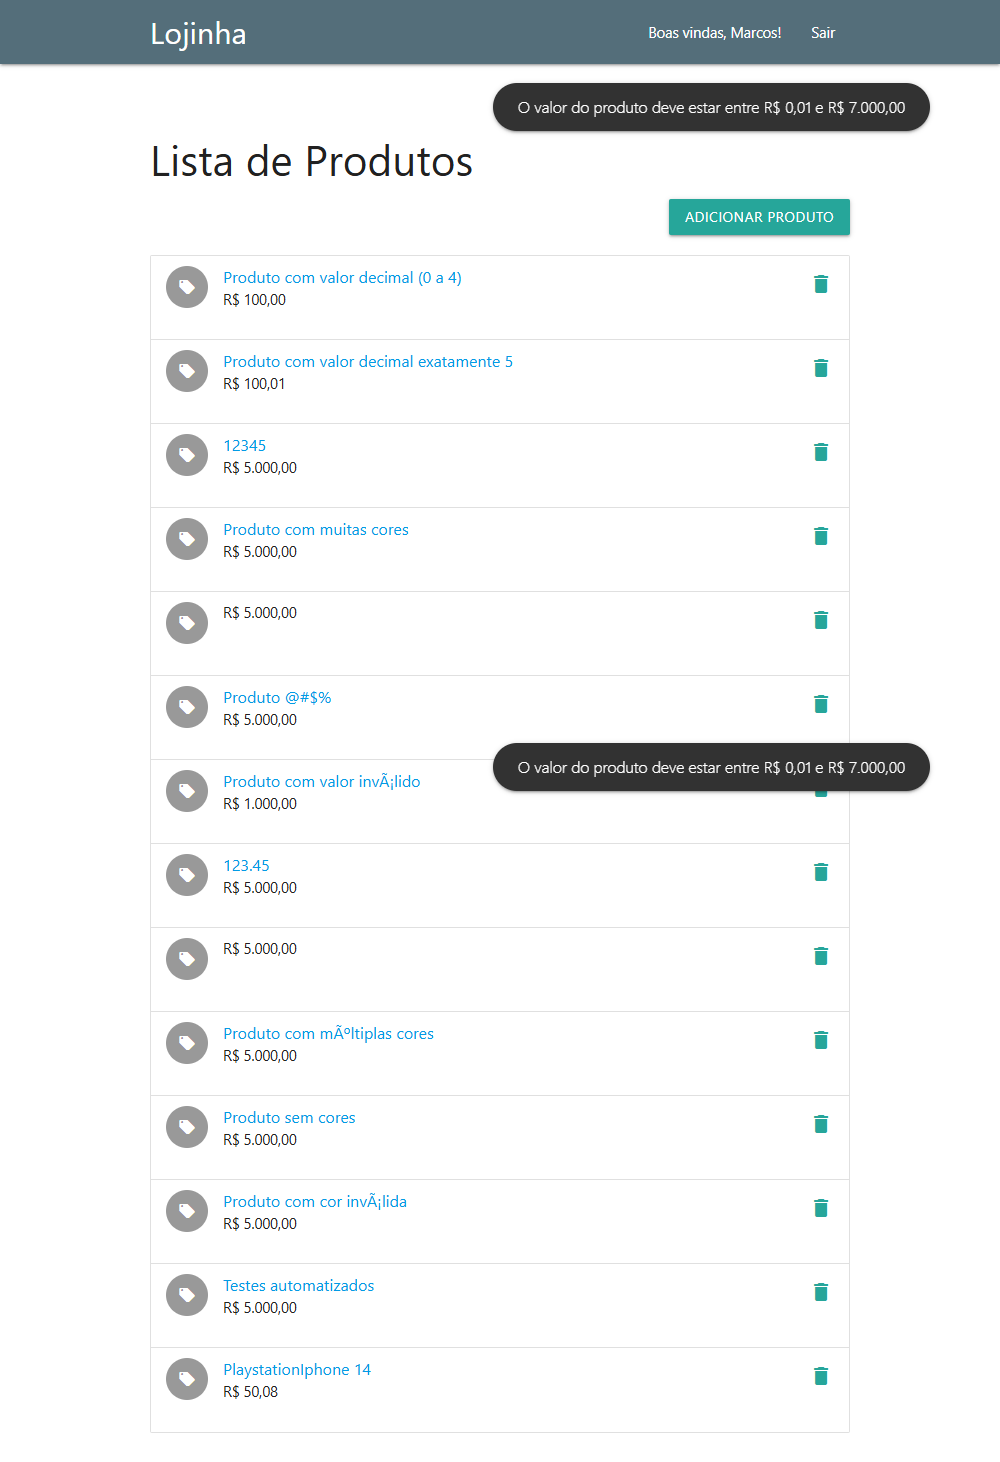 Lojinha
Boas vindas, Marcos!
Sair
O valor do produto deve estar entre R$ 0,01 e R$ 7.000,00
Lista de Produtos
ADICIONAR PRODUTO
Produto com valor decimal (0 a 4)
R$ 100,00
Produto com valor decimal exatamente 5
R$ 100,01
12345
R$ 5.000,00
Produto com muitas cores
R$ 5.000,00
R$ 5.000,00
Produto @#$%
R$ 5.000,00
O valor do produto deve estar entre R$ 0,01 e R$ 7.000,00
Produto com valor invÃ¡lido
R$ 1.000,00
123.45
R$ 5.000,00
R$ 5.000,00
Produto com mÃºltiplas cores
R$ 5.000,00
Produto sem cores
R$ 5.000,00
Produto com cor invÃ¡lida
R$ 5.000,00
Testes automatizados
R$ 5.000,00
PlaystationIphone 14
R$ 50,08